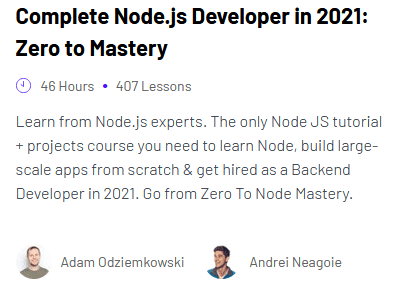 Complete Node.js Developer in 2021:
Zero to Mastery
46 Hours • 407 Lessons
Learn from Node.js experts. The only Node JS tutorial
+ projects course you need to learn Node, build large-
scale apps from scratch & get hired as a Backend
Developer in 2021. Go from Zero To Node Mastery.
Adam Odziemkowski Andrei Neagoie